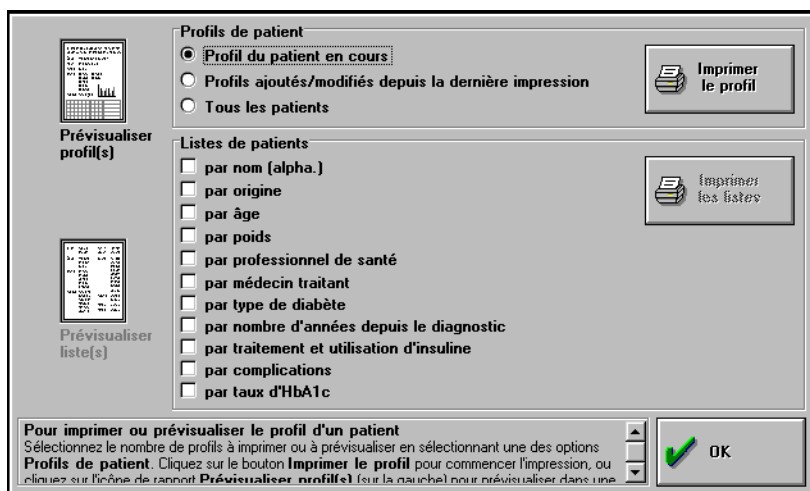 Profils de patient
Profil du patient en cours
Profils ajoutés/modifiés depuis la dernière impression
Tous les patients
Imprimer
le profil
Prévisualiser
profil(s)
Listes de patients
par nom (alpha.)
par origine
par âge
par poids
par professionnel de santé
par médecin traitant
par type de diabète
par nombre d'années depuis le diagnostic
par traitement et utilisation d'insuline
par complications
par taux d'HbA1c
Imprimer
les listes
Prévisualiser
liste(s)
Pour imprimer ou prévisualiser le profil d'un patient
Sélectionnez le nombre de profils à imprimer ou à prévisualiser en sélectionnant une des options
Profils de patient. Cliquez sur le bouton Imprimer le profil pour commencer l'impression, ou
cliquez sur l'icône de rapport Prévisualiser profil(s) (sur la gauche) pour prévisualiser dans une
OK